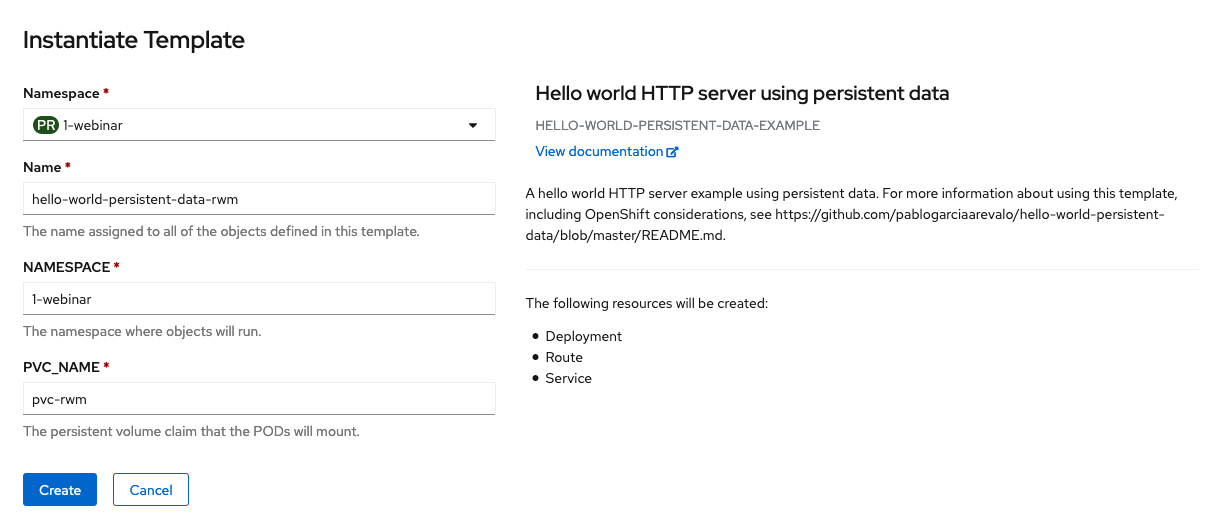 Instantiate Template
Namespace *
PR 1-webinar
Name *
hello-world-persistent-data-rwm
The name assigned to all of the objects defined in this template.
NAMESPACE *
1-webinar
The namespace where objects will run.
PVC_NAME *
pvc-rwm
The persistent volume claim that the PODs will mount.
Create Cancel
Hello world HTTP server using persistent data
HELLO-WORLD-PERSISTENT-DATA-EXAMPLE
View documentation
A hello world HTTP server example using persistent data. For more information about using this template,
including OpenShift considerations, see https://github.com/pablogarciaarevalo/hello-world-persistent-
data/blob/master/README.md.
The following resources will be created:
• Deployment
• Route
• Service